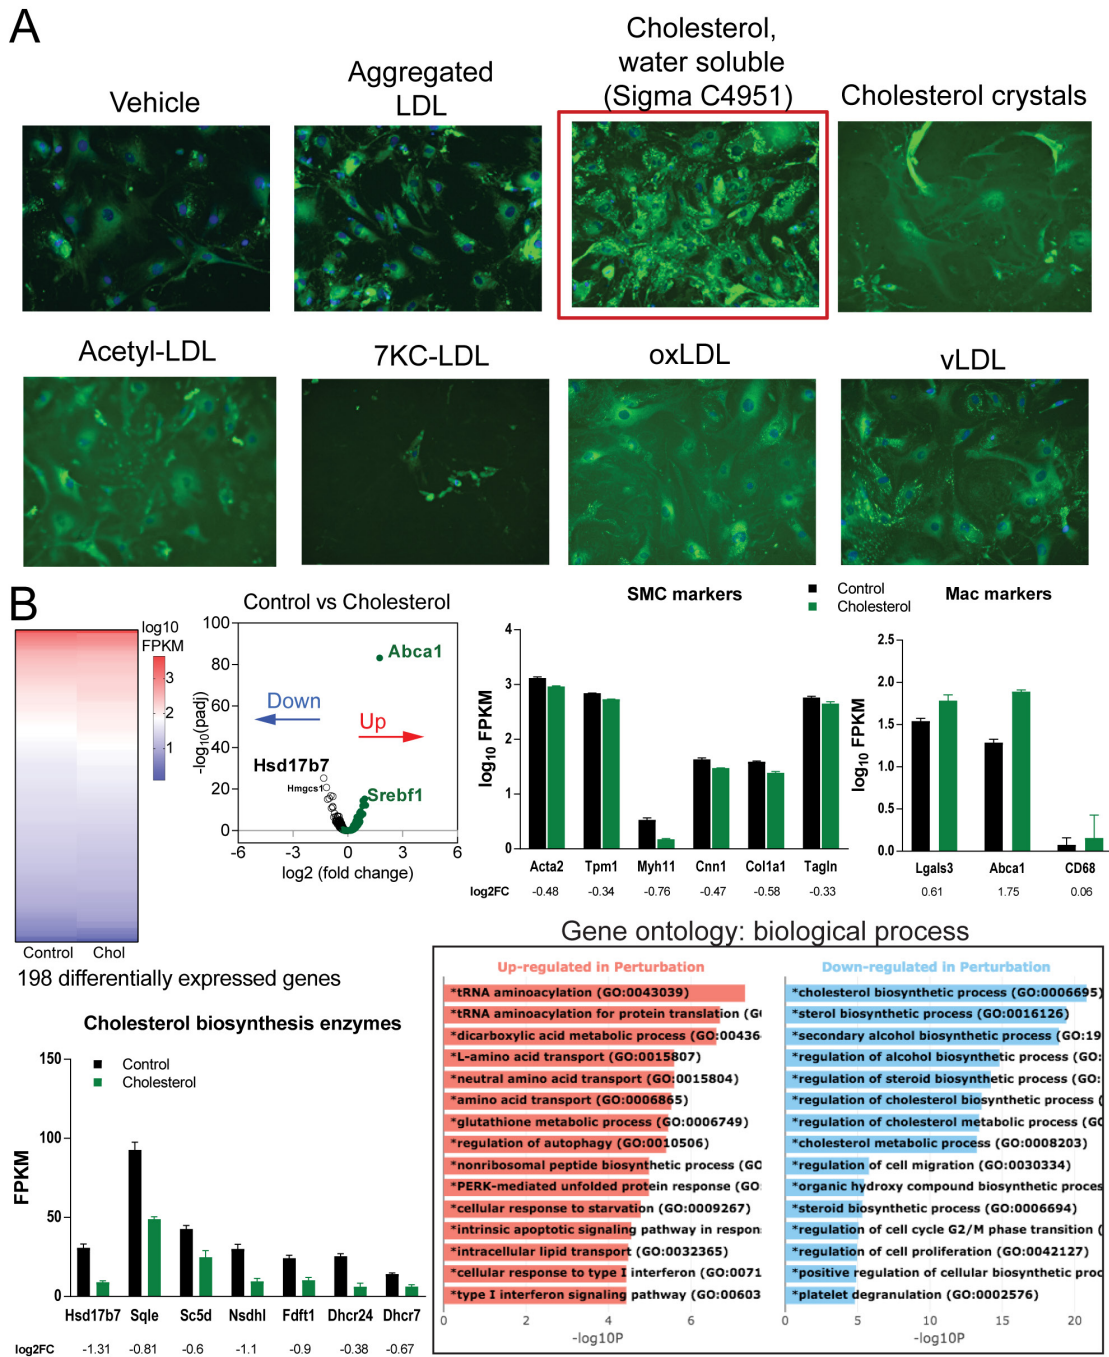 A
Vehicle
Aggregated
LDL
Cholesterol,
water soluble
(Sigma C4951)
Cholesterol crystals
Acetyl-LDL
7KC-LDL
oxLDL
vLDL
B
log10
FPKM
3
2
1
Control
Chol
198 differentially expressed genes
Control vs Cholesterol
-log10(padj)
100
80
60
40
20
0
Abca1
Down
Up
Hsd17b7
Hmgcs1
Srebf1
-6
-3
0
3
6
log2 (fold change)
SMC markers
Control
Cholesterol
log10 FPKM
4
3
2
1
0
Acta2
Tpm1
Myh11
Cnn1
Col1a1
Tagln
log2FC
-0.48
-0.34
-0.76
-0.47
-0.58
-0.33
Mac markers
log10 FPKM
2.5
2.0
1.5
1.0
0.5
0.0
Lgals3
Abca1
CD68
0.61
1.75
0.06
Cholesterol biosynthesis enzymes
Control
Cholesterol
FPKM
150
100
50
0
Hsd17b7
Sqle
Sc5d
Nsdhl
Fdft1
Dhcr24
Dhcr7
log2FC
-1.31
-0.81
-0.6
-1.1
-0.9
-0.38
-0.67
Gene ontology: biological process
Up-regulated in Perturbation
*tRNA aminoacylation (GO:0043039)
*tRNA aminoacylation for protein translation (G
*dicarboxylic acid metabolic process (GO:00436
*L-amino acid transport (GO:0015807)
*neutral amino acid transport (GO:0015804)
*amino acid transport (GO:0006865)
*glutathione metabolic process (GO:0006749)
*regulation of autophagy (GO:0010506)
*nonribosomal peptide biosynthetic process (GO
*PERK-mediated unfolded protein response (GO:
*cellular response to starvation (GO:0009267)
*intrinsic apoptotic signaling pathway in respon
*intracellular lipid transport (GO:0032365)
*cellular response to type I interferon (GO:0071
*type I interferon signaling pathway (GO:00603
0
2
4
6
-log10P
Down-regulated in Perturbation
*cholesterol biosynthetic process (GO:0006695)
*sterol biosynthetic process (GO:0016126)
*secondary alcohol biosynthetic process (GO:19
*regulation of alcohol biosynthetic process (GO:
*regulation of steroid biosynthetic process (GO:
*regulation of cholesterol biosynthetic process (
*regulation of cholesterol metabolic process (GO
*cholesterol metabolic process (GO:0008203)
*regulation of cell migration (GO:0030334)
*organic hydroxy compound biosynthetic proces
*steroid biosynthetic process (GO:0006694)
*regulation of cell cycle G2/M phase transition (
*regulation of cell proliferation (GO:0042127)
*positive regulation of cellular biosynthetic proc
*platelet degranulation (GO:0002576)
0
5
10
15
20
-log10P